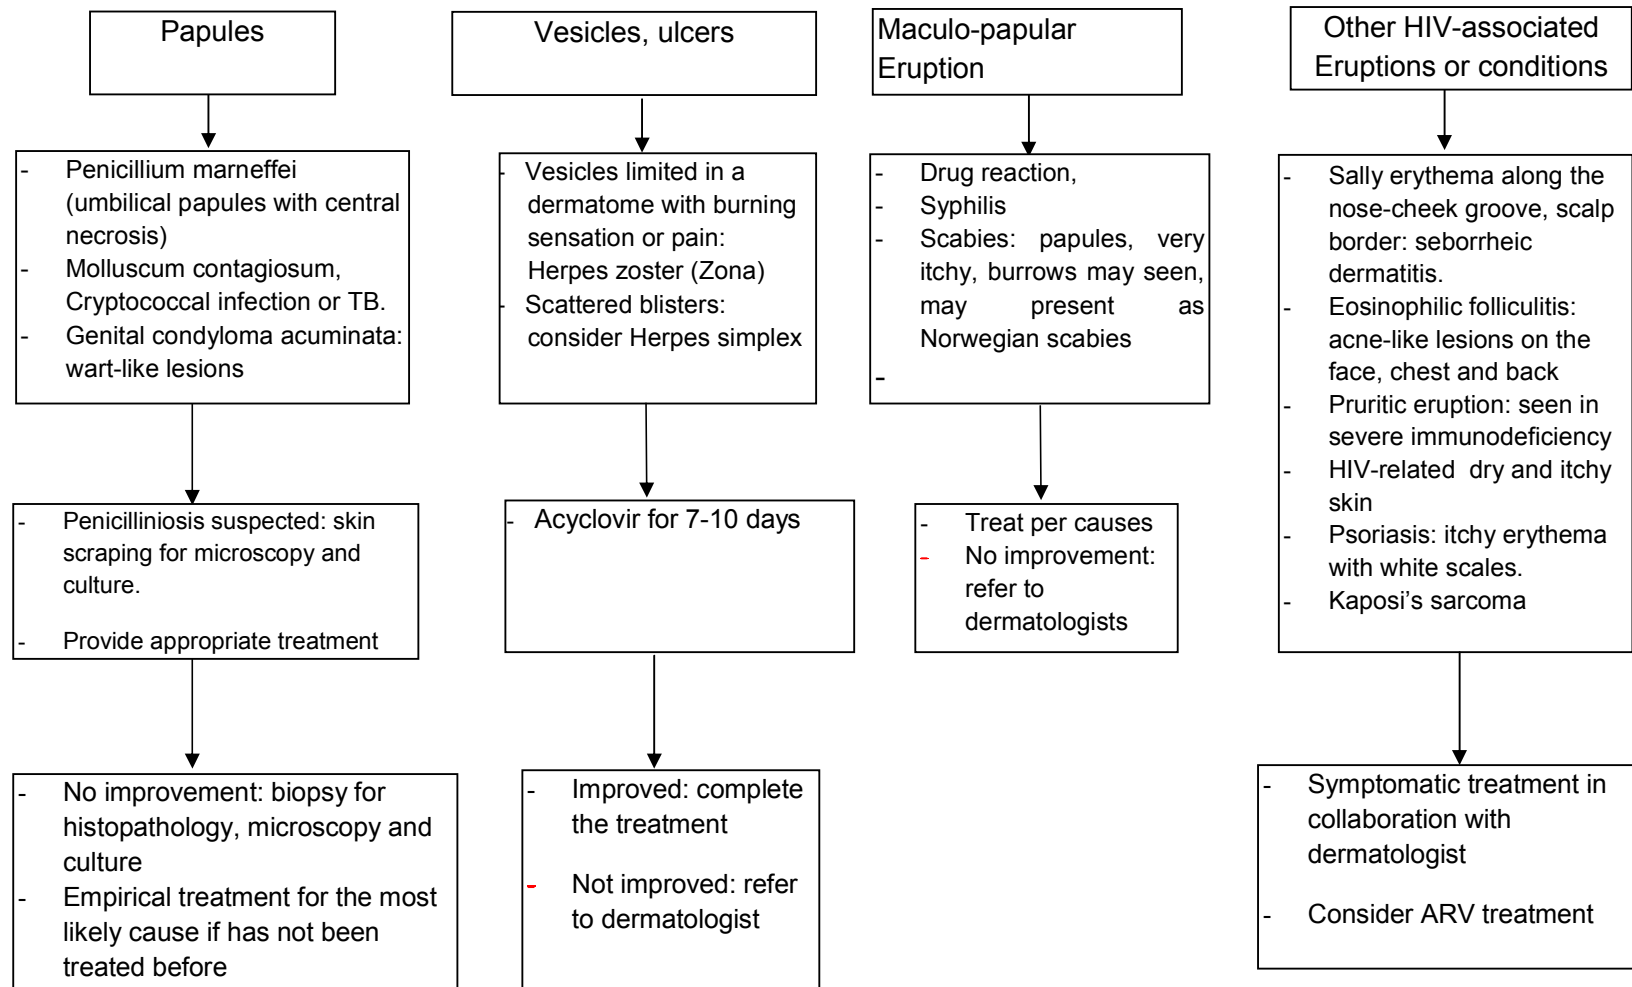 Papules
- Penicillium marneffei
(umbilical papules with central
necrosis)
- Molluscum contagiosum,
Cryptococcal infection or TB.
- Genital condyloma acuminata:
wart-like lesions
- Penicilliniosis suspected: skin
scraping for microscopy and
culture.
- Provide appropriate treatment
- No improvement: biopsy for
histopathology, microscopy and
culture
- Empirical treatment for the most
likely cause if has not been
treated before
Vesicles, ulcers
- Vesicles limited in a
dermatome with burning
sensation or pain:
Herpes zoster (Zona)
- Scattered blisters:
consider Herpes simplex
- Acyclovir for 7-10 days
- Improved: complete
the treatment
- Not improved: refer
to dermatologist
Maculo-papular
Eruption
- Drug reaction,
- Syphilis
- Scabies: papules, very
itchy, burrows may seen,
may present as
Norwegian scabies
-
- Treat per causes
- No improvement:
refer to
dermatologists
Other HIV-associated
Eruptions or conditions
- Sally erythema along the
nose-cheek groove, scalp
border: seborrheic
dermatitis.
- Eosinophilic folliculitis:
acne-like lesions on the
face, chest and back
- Pruritic eruption: seen in
severe immunodeficiency
- HIV-related dry and itchy
skin
- Psoriasis: itchy erythema
with white scales.
- Kaposi’s sarcoma
- Symptomatic treatment in
collaboration with
dermatologist
- Consider ARV treatment